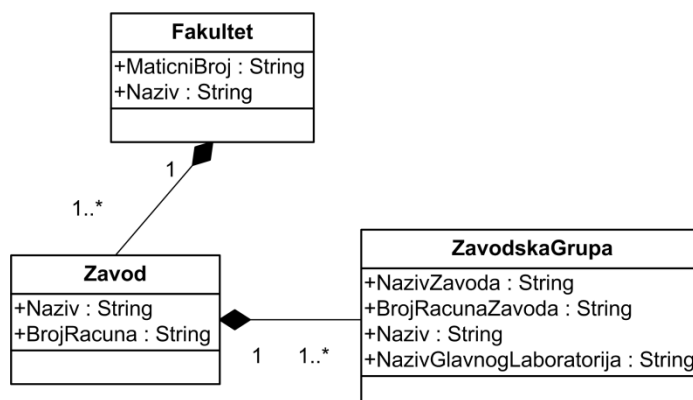 Fakultet
+MaticniBroj : String
+Naziv : String
1
1..*
Zavod
+Naziv : String
+BrojRacuna : String
1
1..*
ZavodskaGrupa
+NazivZavoda : String
+BrojRacunaZavoda : String
+Naziv : String
+NazivGlavnogLaboratorija : String